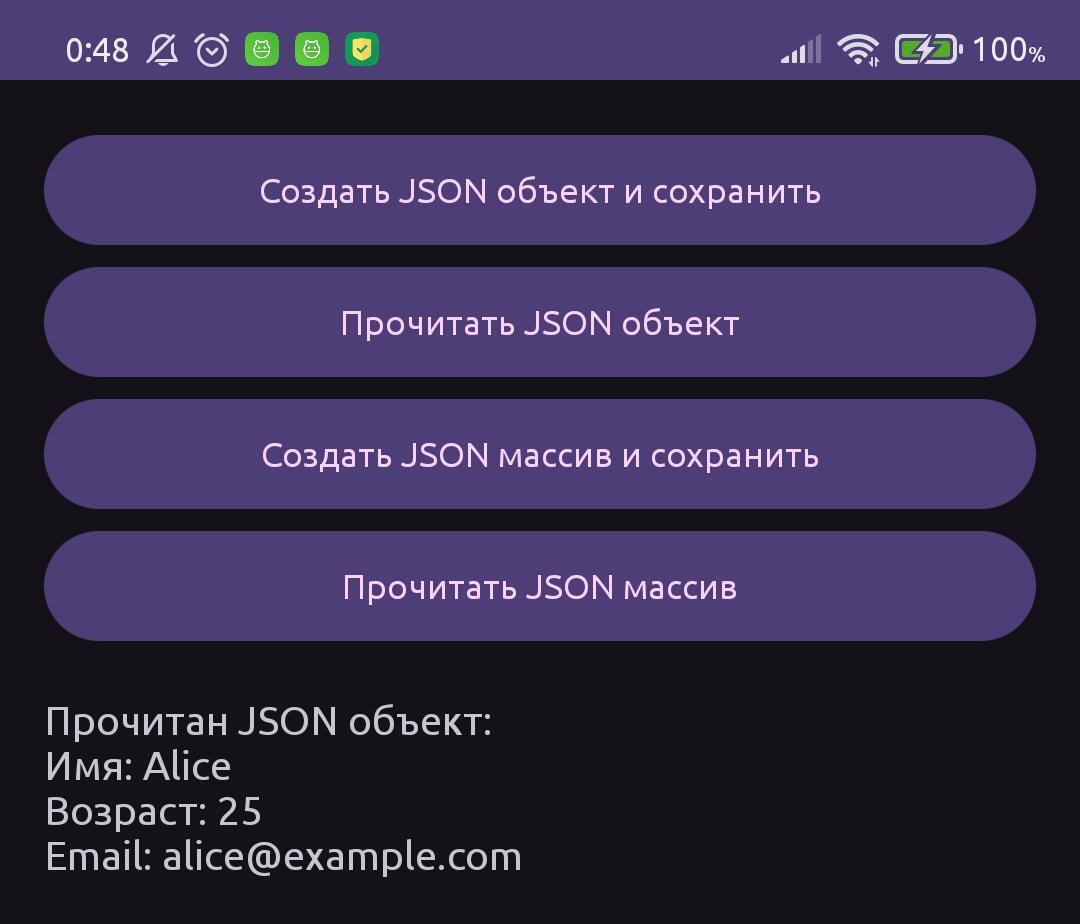 0:48 100%
Создать JSON объект и сохранить
Прочитать JSON объект
Создать JSON массив и сохранить
Прочитать JSON массив
Прочитан JSON объект:
Имя: Alice
Возраст: 25
Email: alice@example.com